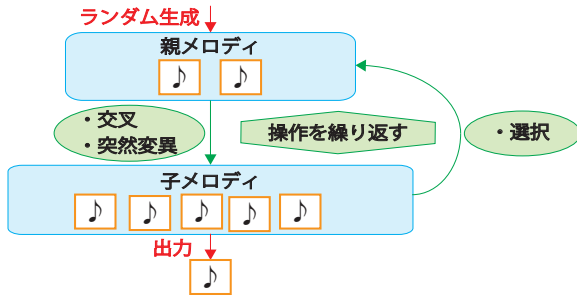 ランダム生成
親メロディ
・交叉
・突然変異
操作を繰り返す
・選択
子メロディ
出力